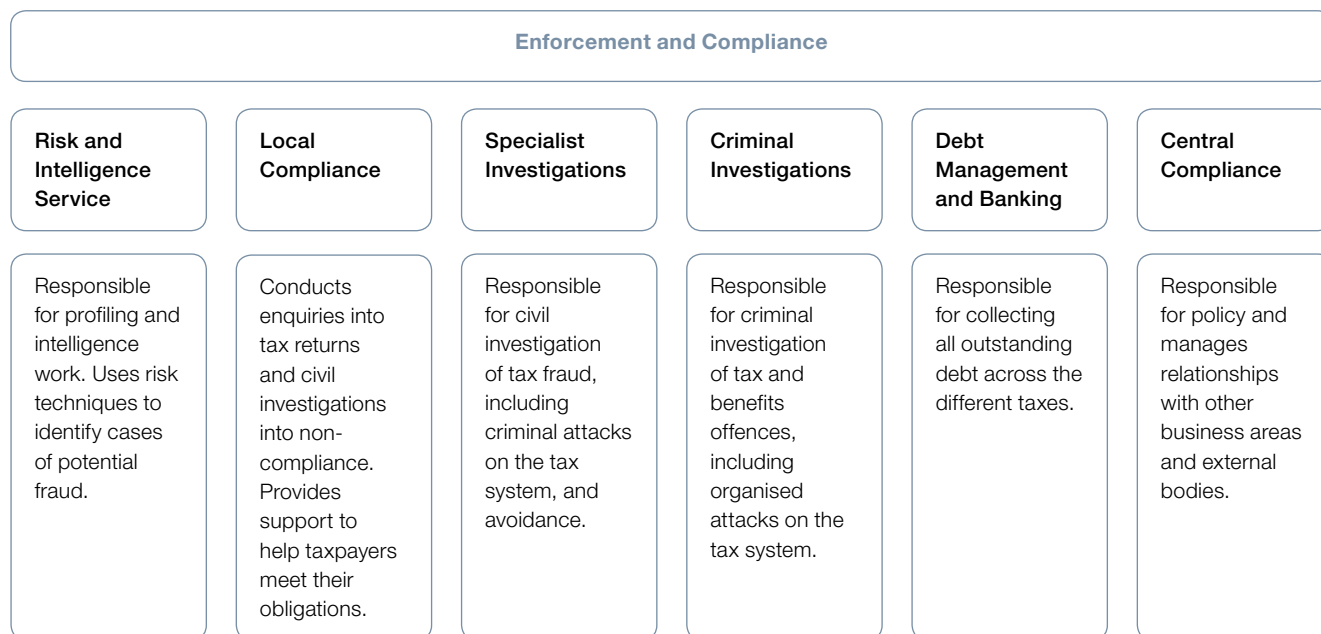 Enforcement and Compliance
Risk and
Intelligence
Service
Local
Compliance
Specialist
Investigations
Criminal
Investigations
Debt
Management
and Banking
Central
Compliance
Responsible
for profiling and
intelligence
work. Uses risk
techniques to
identify cases
of potential
fraud.
Conducts
enquiries into
tax returns
and civil
investigations
into non-
compliance.
Provides
support to
help taxpayers
meet their
obligations.
Responsible
for civil
investigation
of tax fraud,
including
criminal attacks
on the tax
system, and
avoidance.
Responsible
for criminal
investigation
of tax and
benefits
offences,
including
organised
attacks on the
tax system.
Responsible
for collecting
all outstanding
debt across the
different taxes.
Responsible
for policy and
manages
relationships
with other
business areas
and external
bodies.